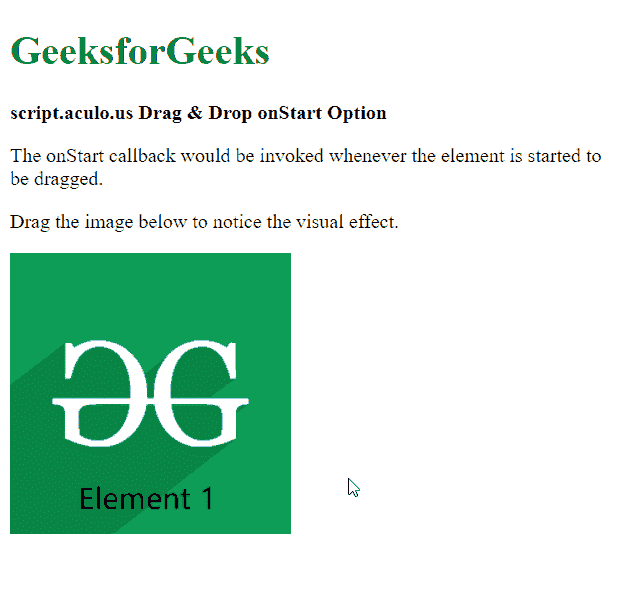 GeeksforGeeks
script.aculo.us Drag & Drop onStart Option
The onStart callback would be invoked whenever the element is started to
be dragged.
Drag the image below to notice the visual effect.
Element 1